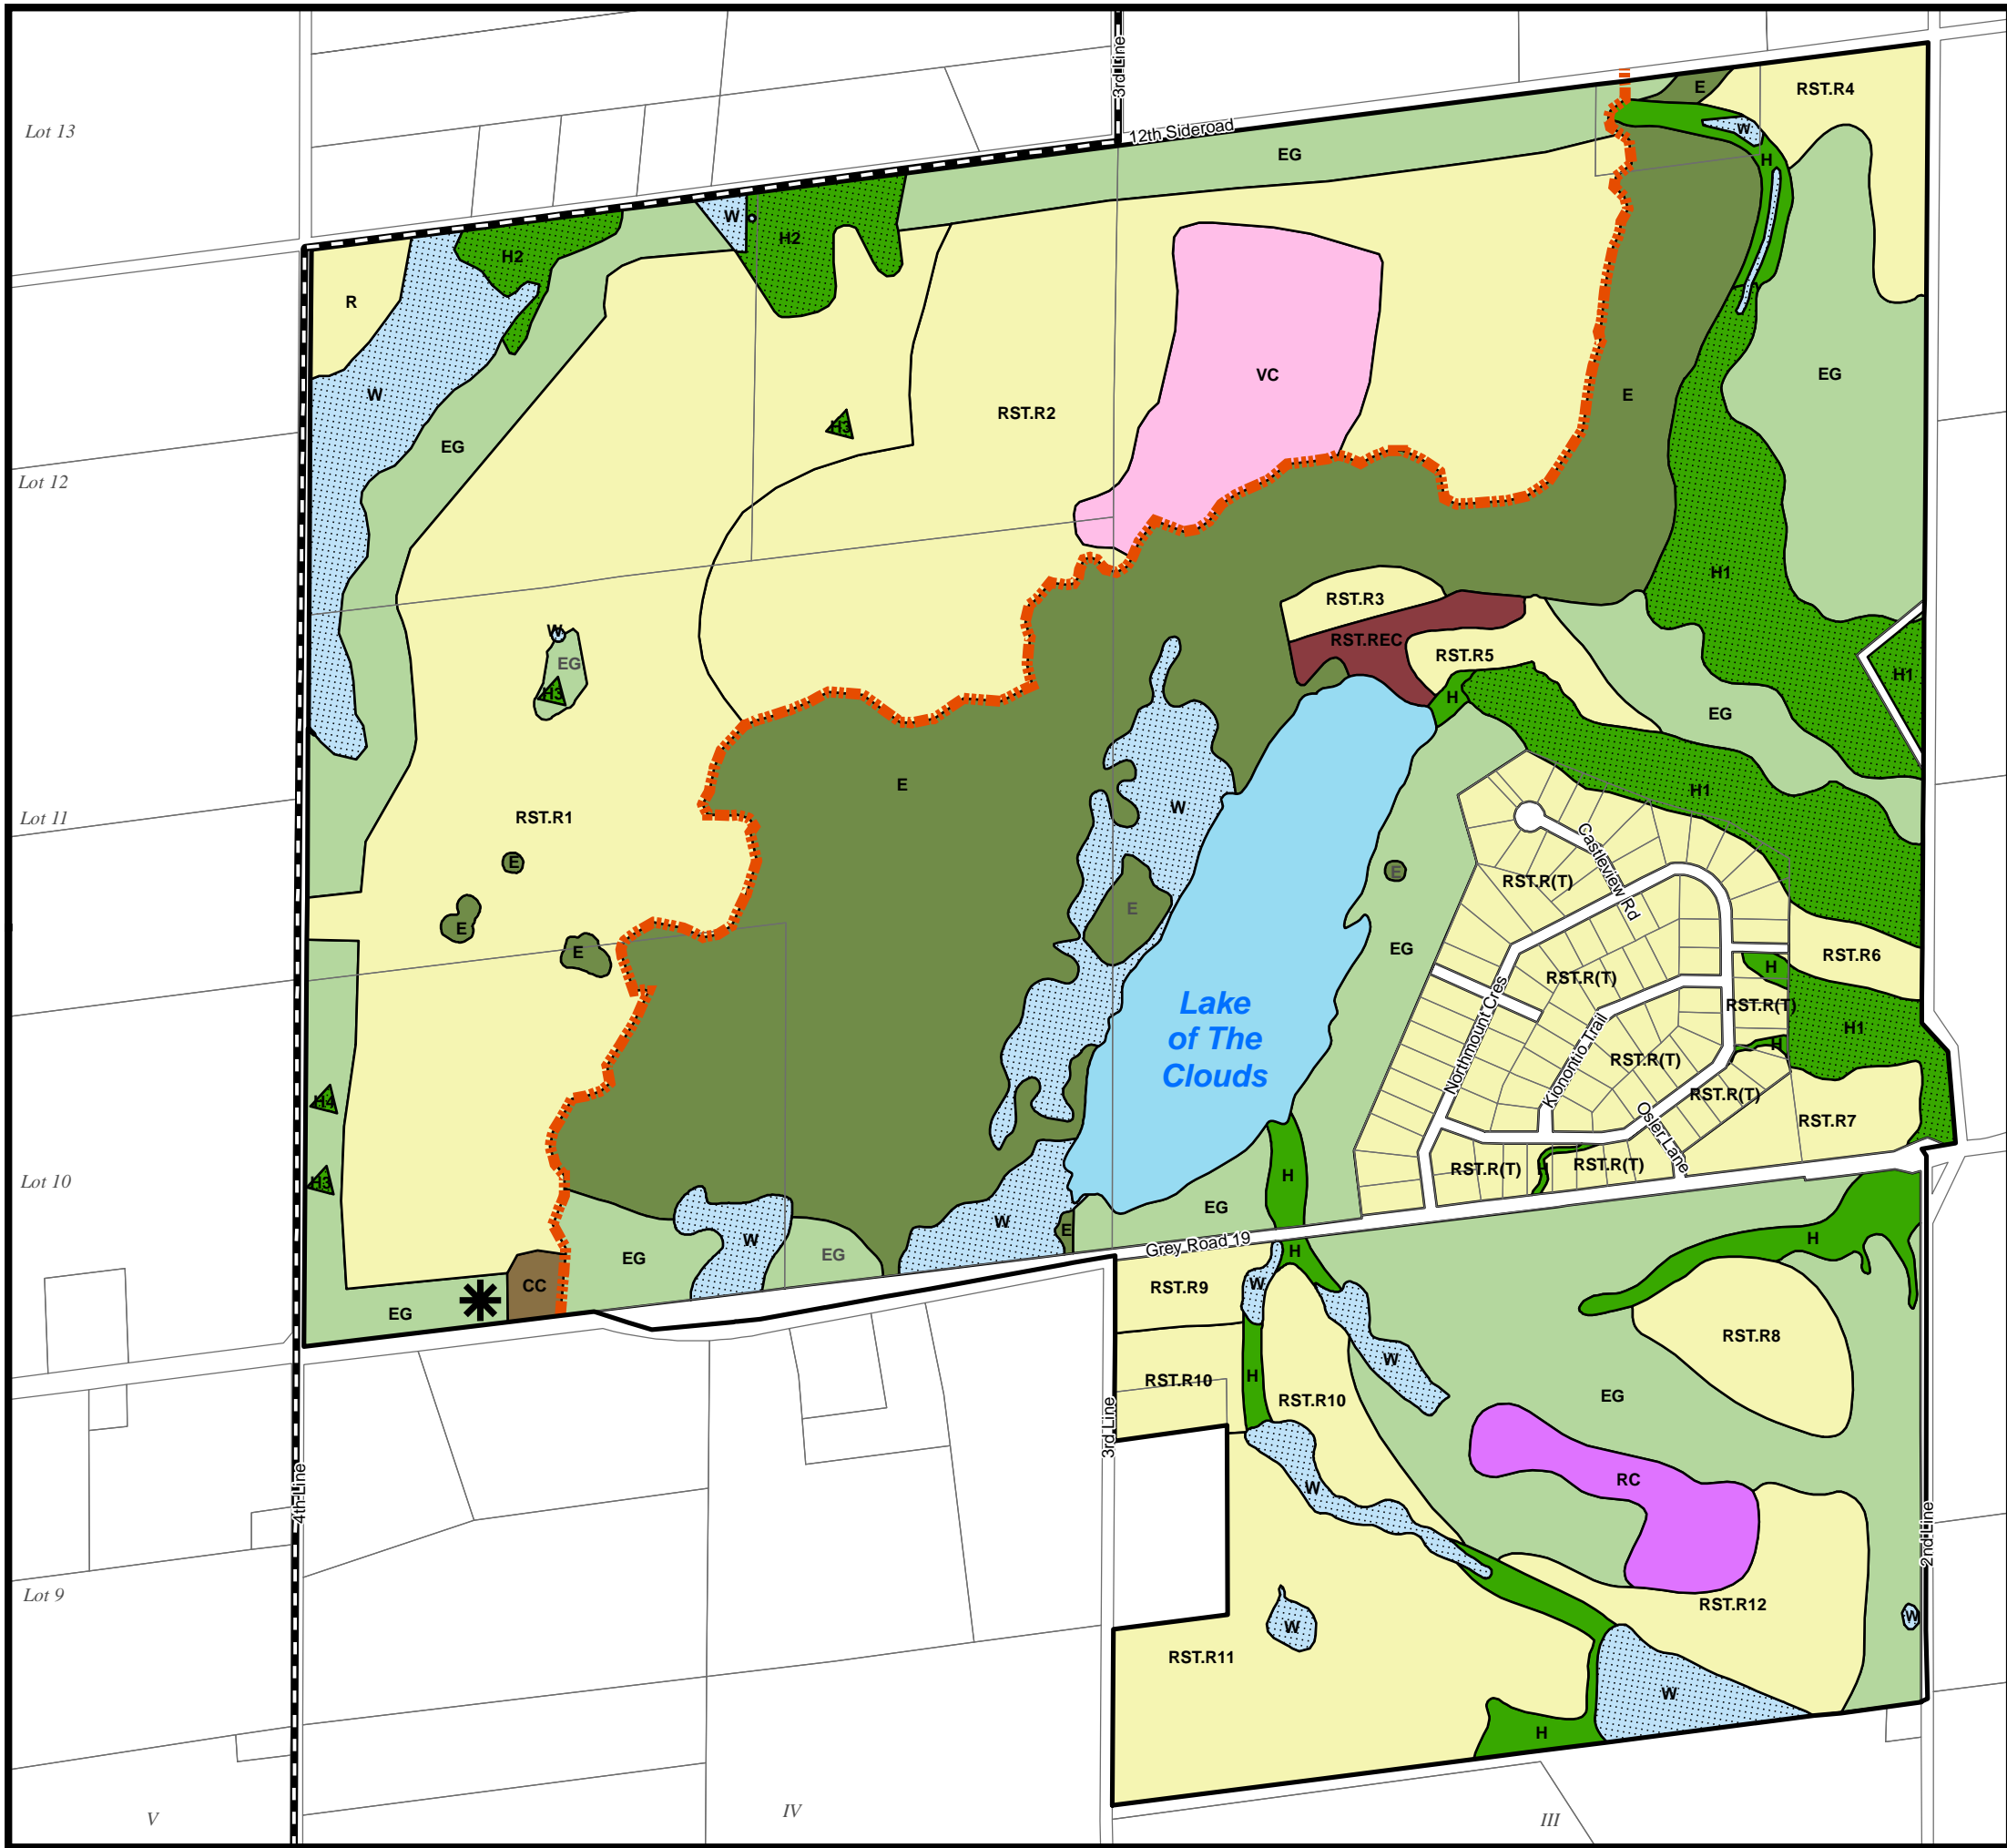 3rd Line
E
RST.R4
Lot 13
12th Sideroad
W
EG
H
W
H2
H2
R
VC
EG
W
E
RST.R2
H3
EG
Lot 12
H1
RST.R3
W
RST.REC
RST.R5
EG
H1
H3
H
EG
E
H1
W
RST.R1
Lot 11
Castleview Rd
E
E
RST.R(T)
E
E
EG
E
RST.R6
H
RST.R(T)
Lake
of The
Clouds
RST.R(T)
Northmount Cres
H1
Kionontio Trail
H
RST.R(T)
H4
RST.R(T)
Osler Lane
RST.R7
RST.R(T)
RST.R(T)
H
H
H3
Lot 10
EG
W
E
W
EG
EG
Grey Road 19
H
H
CC
W
RST.R9
EG
RST.R8
W
H
RST.R10
RST.R10
EG
3rd Line
RC
W
4th Line
2nd Line
Lot 9
RST.R12
W
W
RST.R11
W
H
V
IV
III